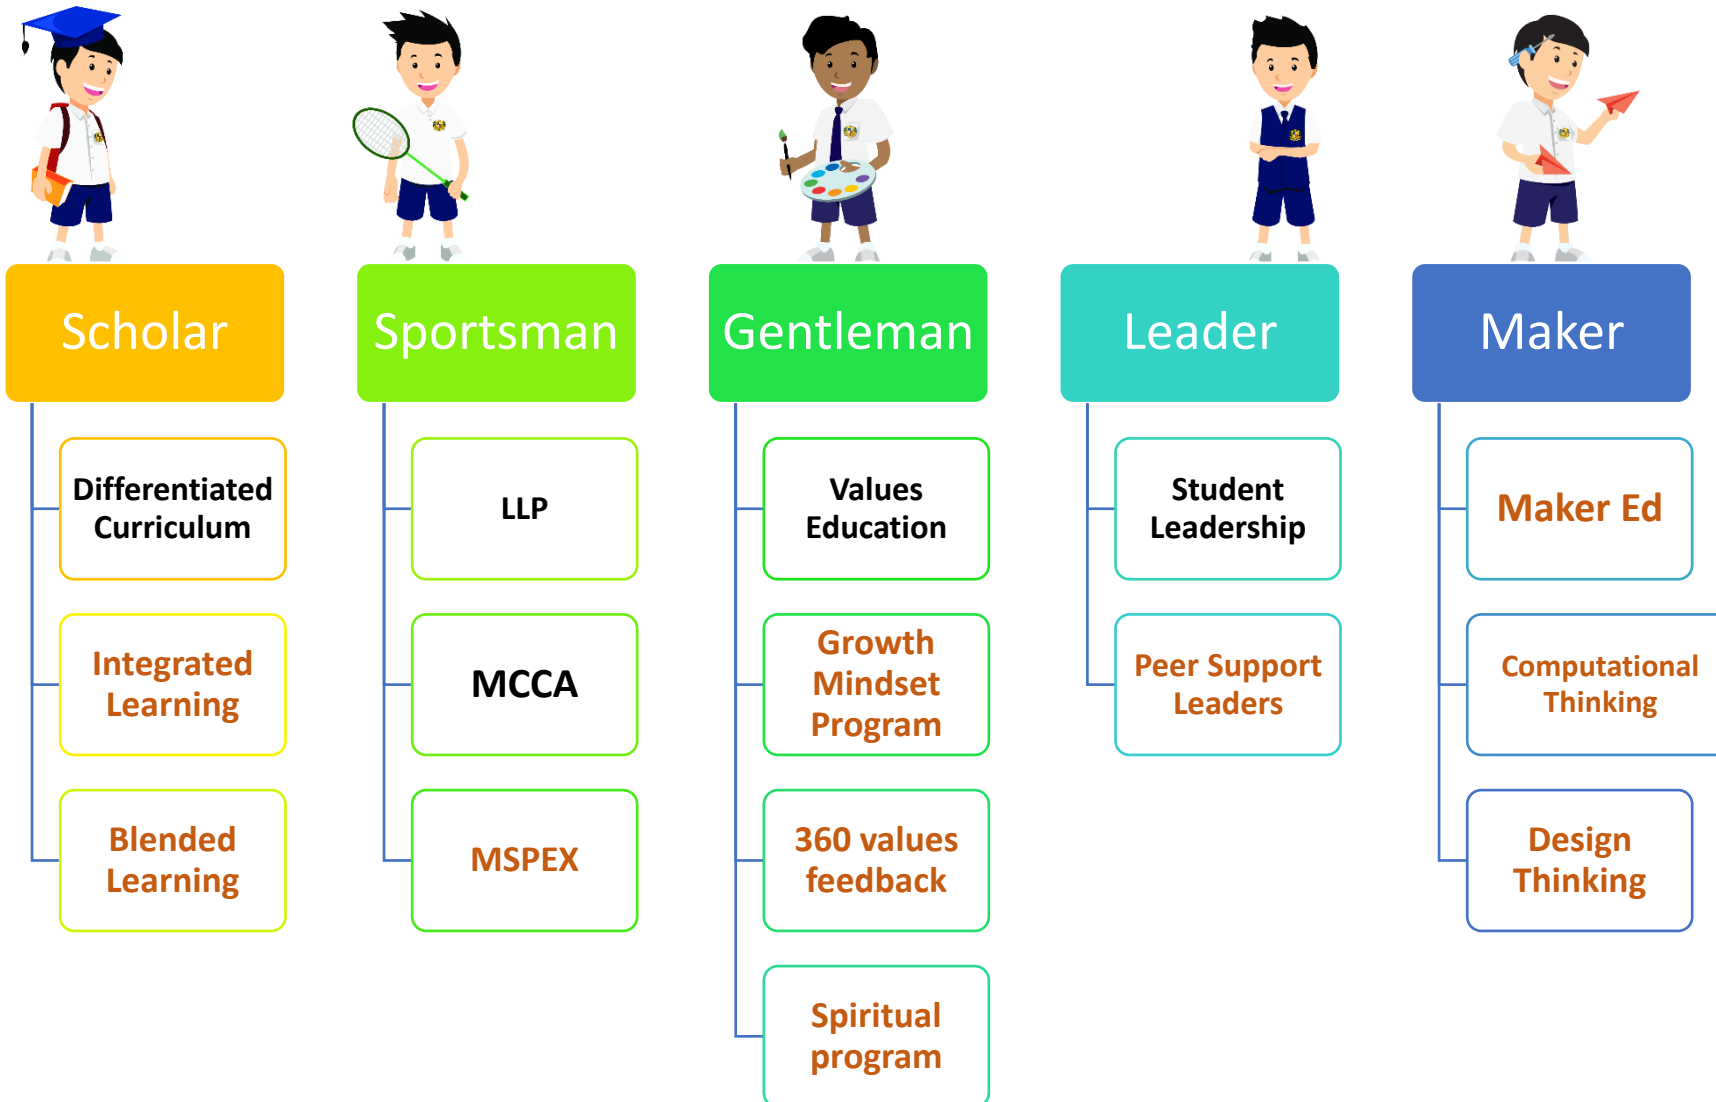 Scholar
Differentiated
Curriculum
Integrated
Learning
Blended
Learning
Sportsman
LLP
MCCA
MSPEX
Gentleman
Values
Education
Growth
Mindset
Program
360 values
feedback
Spiritual
program
Leader
Student
Leadership
Peer Support
Leaders
Maker
Maker Ed
Computational
Thinking
Design
Thinking